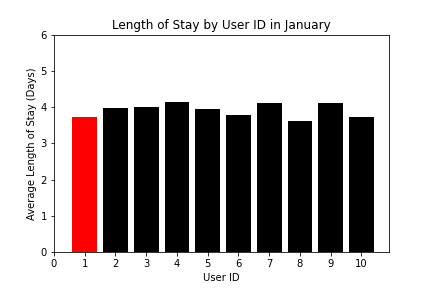 Length of Stay by User ID in January
Average Length of Stay (Days)
6
5
4
3
2
1
0
0 1 2 3 4 5 6 7 8 9 10
User ID